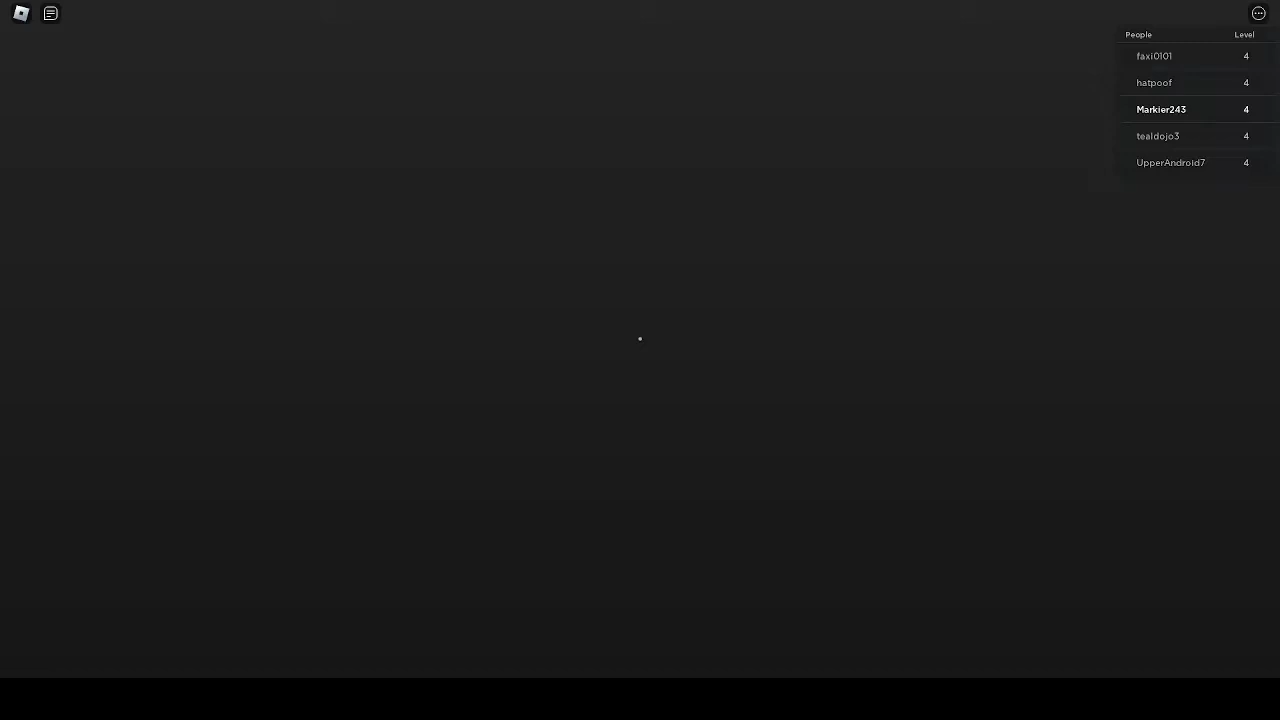 People Level
faxi0101 4
hatpoof 4
Markier243 4
tealdojo3 4
UpperAndroid7 4